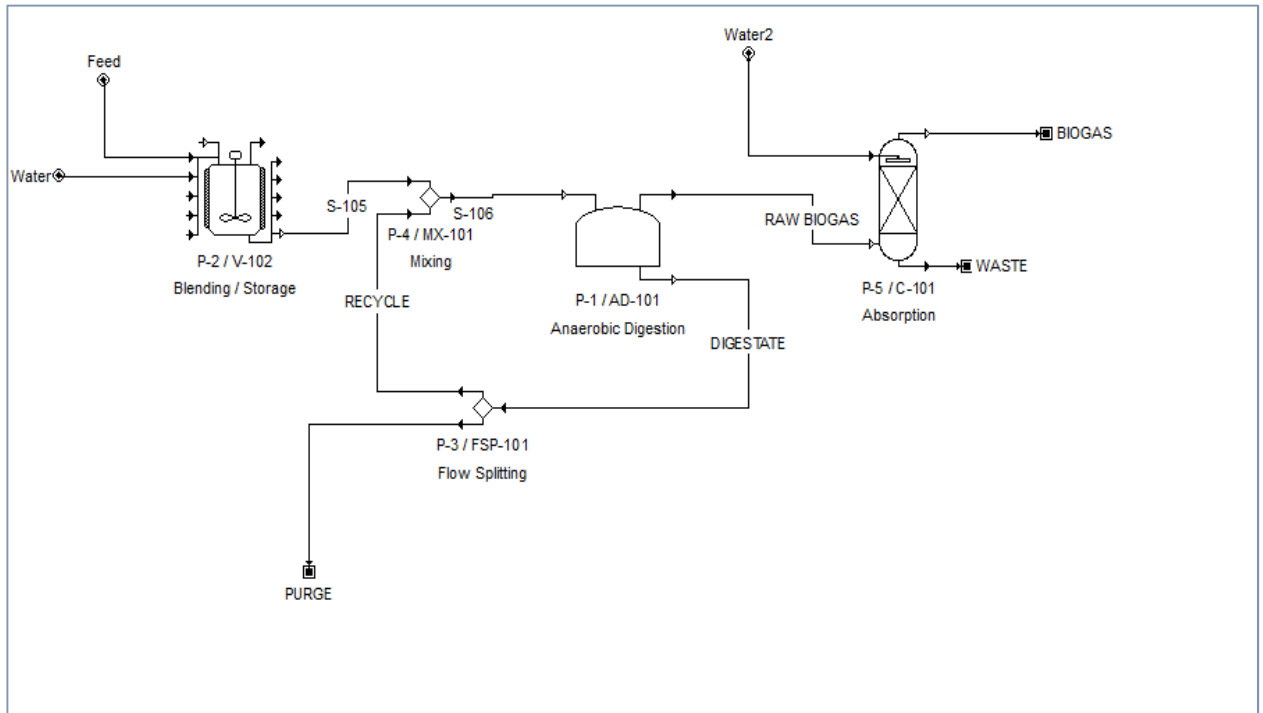 Water2
Feed
BIOGAS
Water
S-105
S-106
RAW BIOGAS
P-4 / MX-101
Mixing
P-2 / V-102
Blending / Storage
WASTE
P-5 / C-101
Absorption
RECYCLE
P-1 / AD-101
Anaerobic Digestion
DIGESTATE
P-3 / FSP-101
Flow Splitting
PURGE